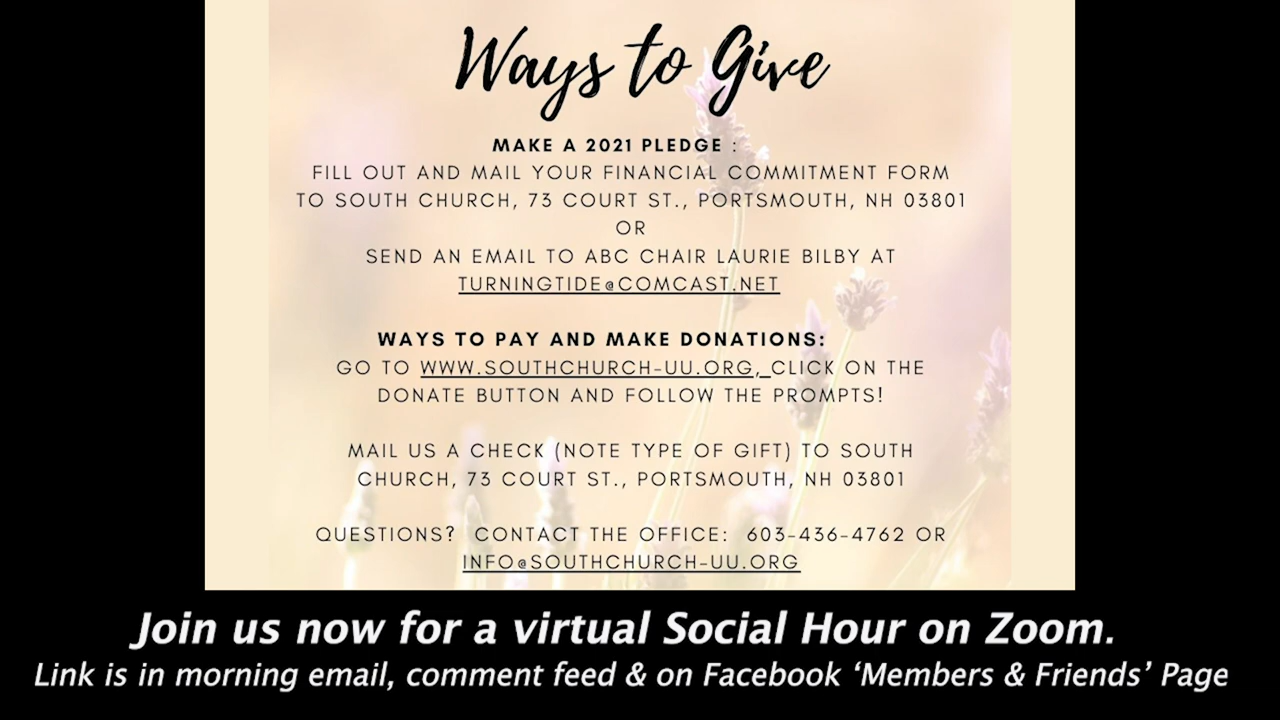 Ways to Give
MAKE A 2021 PLEDGE :
FILL OUT AND MAIL YOUR FINANCIAL COMMITMENT FORM
TO SOUTH CHURCH, 73 COURT ST., PORTSMOUTH, NH 03801
OR
SEND AN EMAIL TO ABC CHAIR LAURIE BILBY AT
TURNINGTIDE@COMCAST.NET
WAYS TO PAY AND MAKE DONATIONS:
GO TO WWW.SOUTHCHURCH-UU.ORG, CLICK ON THE
DONATE BUTTON AND FOLLOW THE PROMPTS!
MAIL US A CHECK (NOTE TYPE OF GIFT) TO SOUTH
CHURCH, 73 COURT ST., PORTSMOUTH, NH 03801
QUESTIONS? CONTACT THE OFFICE: 603-436-4762 OR
INFO@SOUTHCHURCH-UU.ORG
Join us now for a virtual Social Hour on Zoom.
Link is in morning email, comment feed & on Facebook ‘Members & Friends’ Page